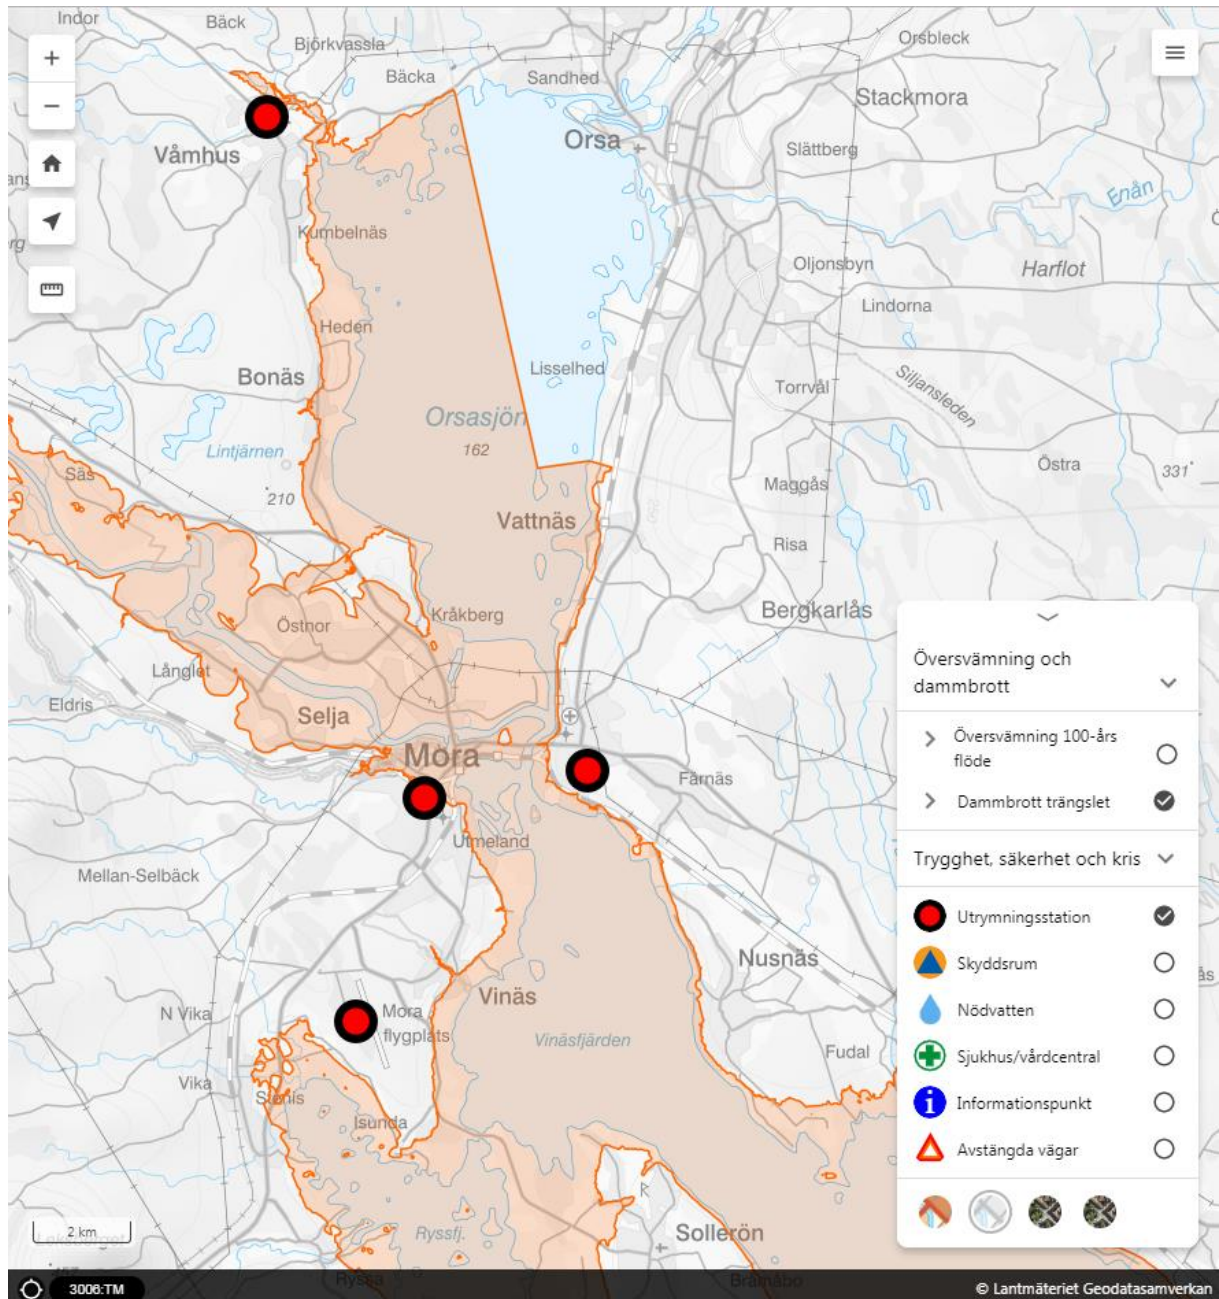 Indor
Bäck
Björkvassla
Bäcka
Sandhed
Orsbleck
Stackmora
Orsa
Våmhus
Slättberg
Enån
Kumbelnäs
Oljonsbyn
Harflot
Lindorna
Heden
Lisselhed
Bonäs
Torrvål
Siljansleden
Orsasjön
162
Lintjärnen
Säs
210
Östra
331
Maggås
Vattnäs
Risa
Bergkarlås
Kråkberg
Östnor
Långlet
Eldris
Selja
Mora
Färnäs
Utmeland
Mellan-Selbäck
Nusnäs
Vinäs
N Vika
Mora
flygplats
Vinäsfjärden
Fudal
Vika
Stenis
Isunda
Ryssfj.
Sollerön
Ryssa
Bråmåbo
2 km
3006:TM
© Lantmäteriet Geodatasamverkan
Översvämning och
dammbrott
Översvämning 100-års
flöde
Dammbrott trängslet
Trygghet, säkerhet och kris
Utrymningsstation
Skyddsrum
Nödvatten
Sjukhus/vårdcentral
Informationspunkt
Avstängda vägar